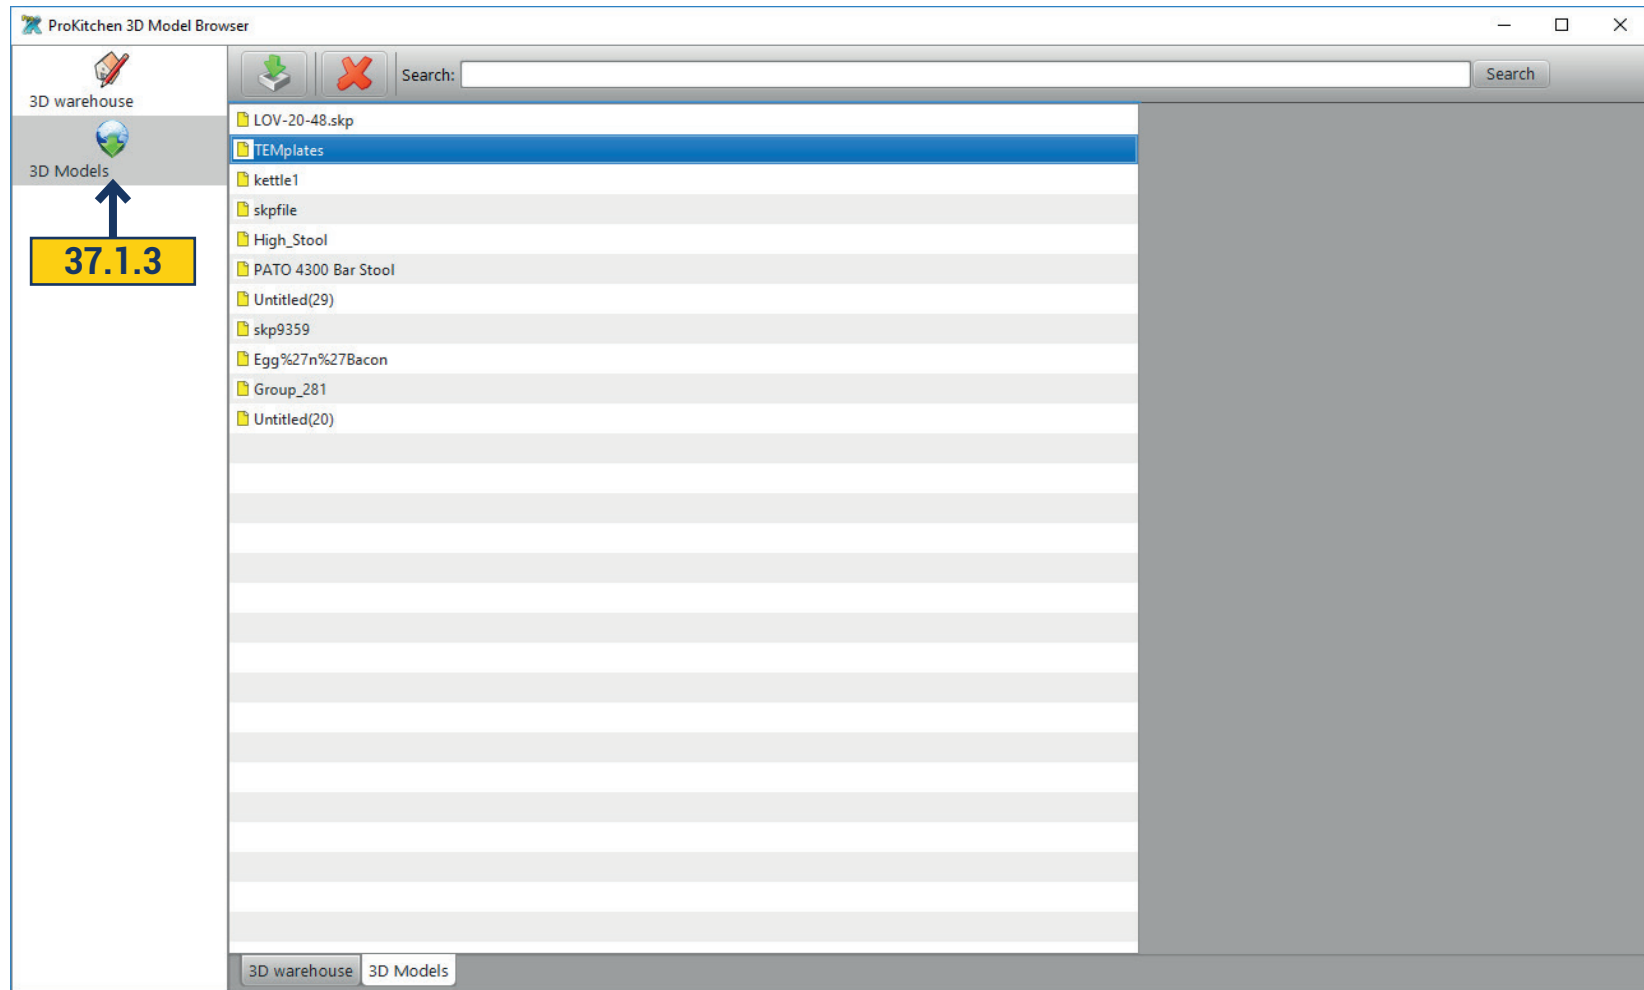 ProKitchen 3D Model Browser
3D warehouse
3D Models
37.1.3
Search:
Search
LOV-20-48.skp
TEMplates
kettle1
skpfile
High_Stool
PATO 4300 Bar Stool
Untitled(29)
skp9359
Egg%27n%27Bacon
Group_281
Untitled(20)
3D warehouse
3D Models